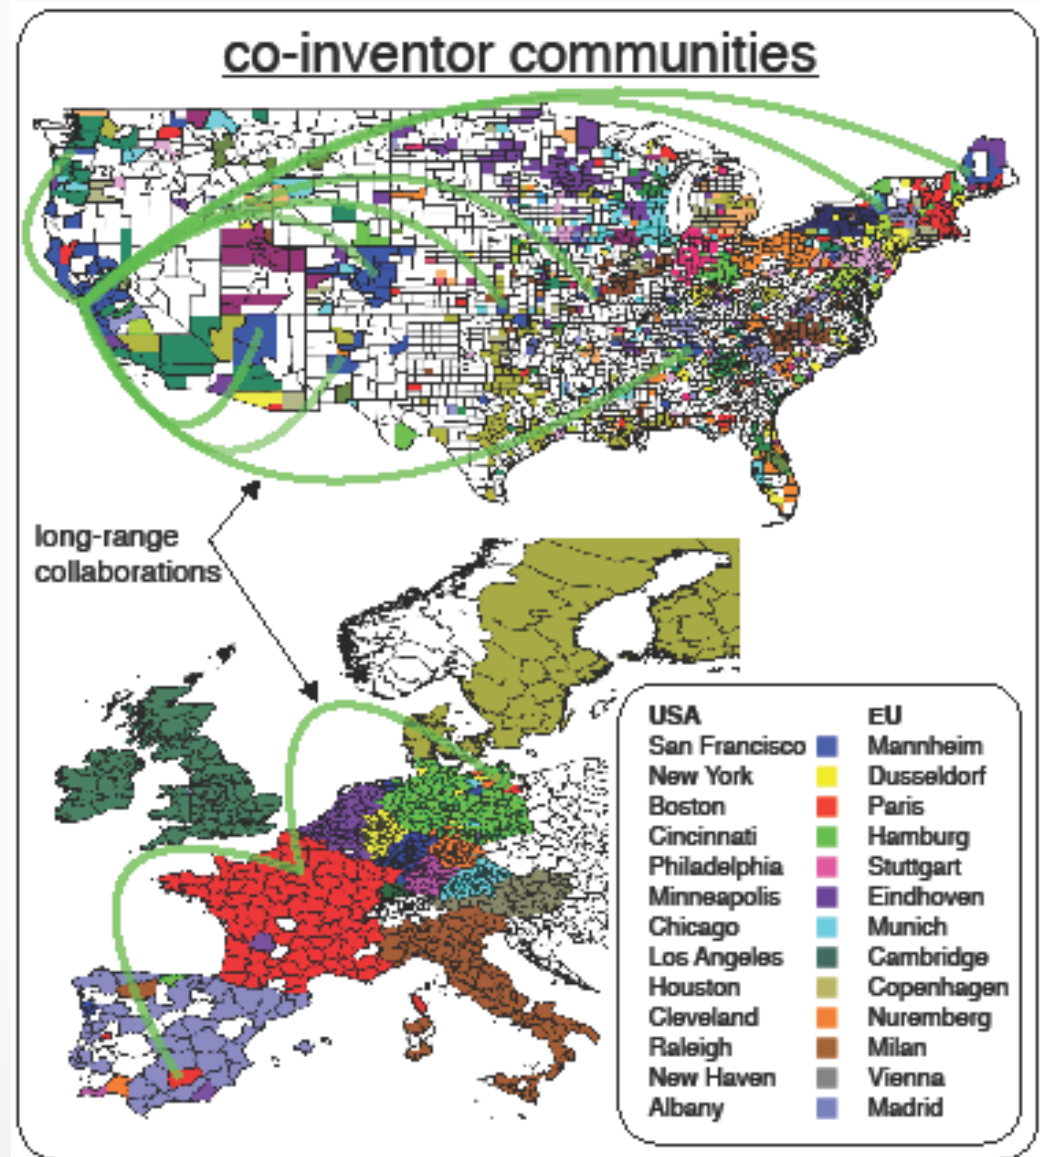 co-inventor communities
long-range
collaborations
USA EU
San Francisco Mannheim
New York Dusseldorf
Boston Paris
Cincinnati Hamburg
Philadelphia Stuttgart
Minneapolis Eindhoven
Chicago Munich
Los Angeles Cambridge
Houston Copenhagen
Cleveland Nuremberg
Raleigh Milan
New Haven Vienna
Albany Madrid